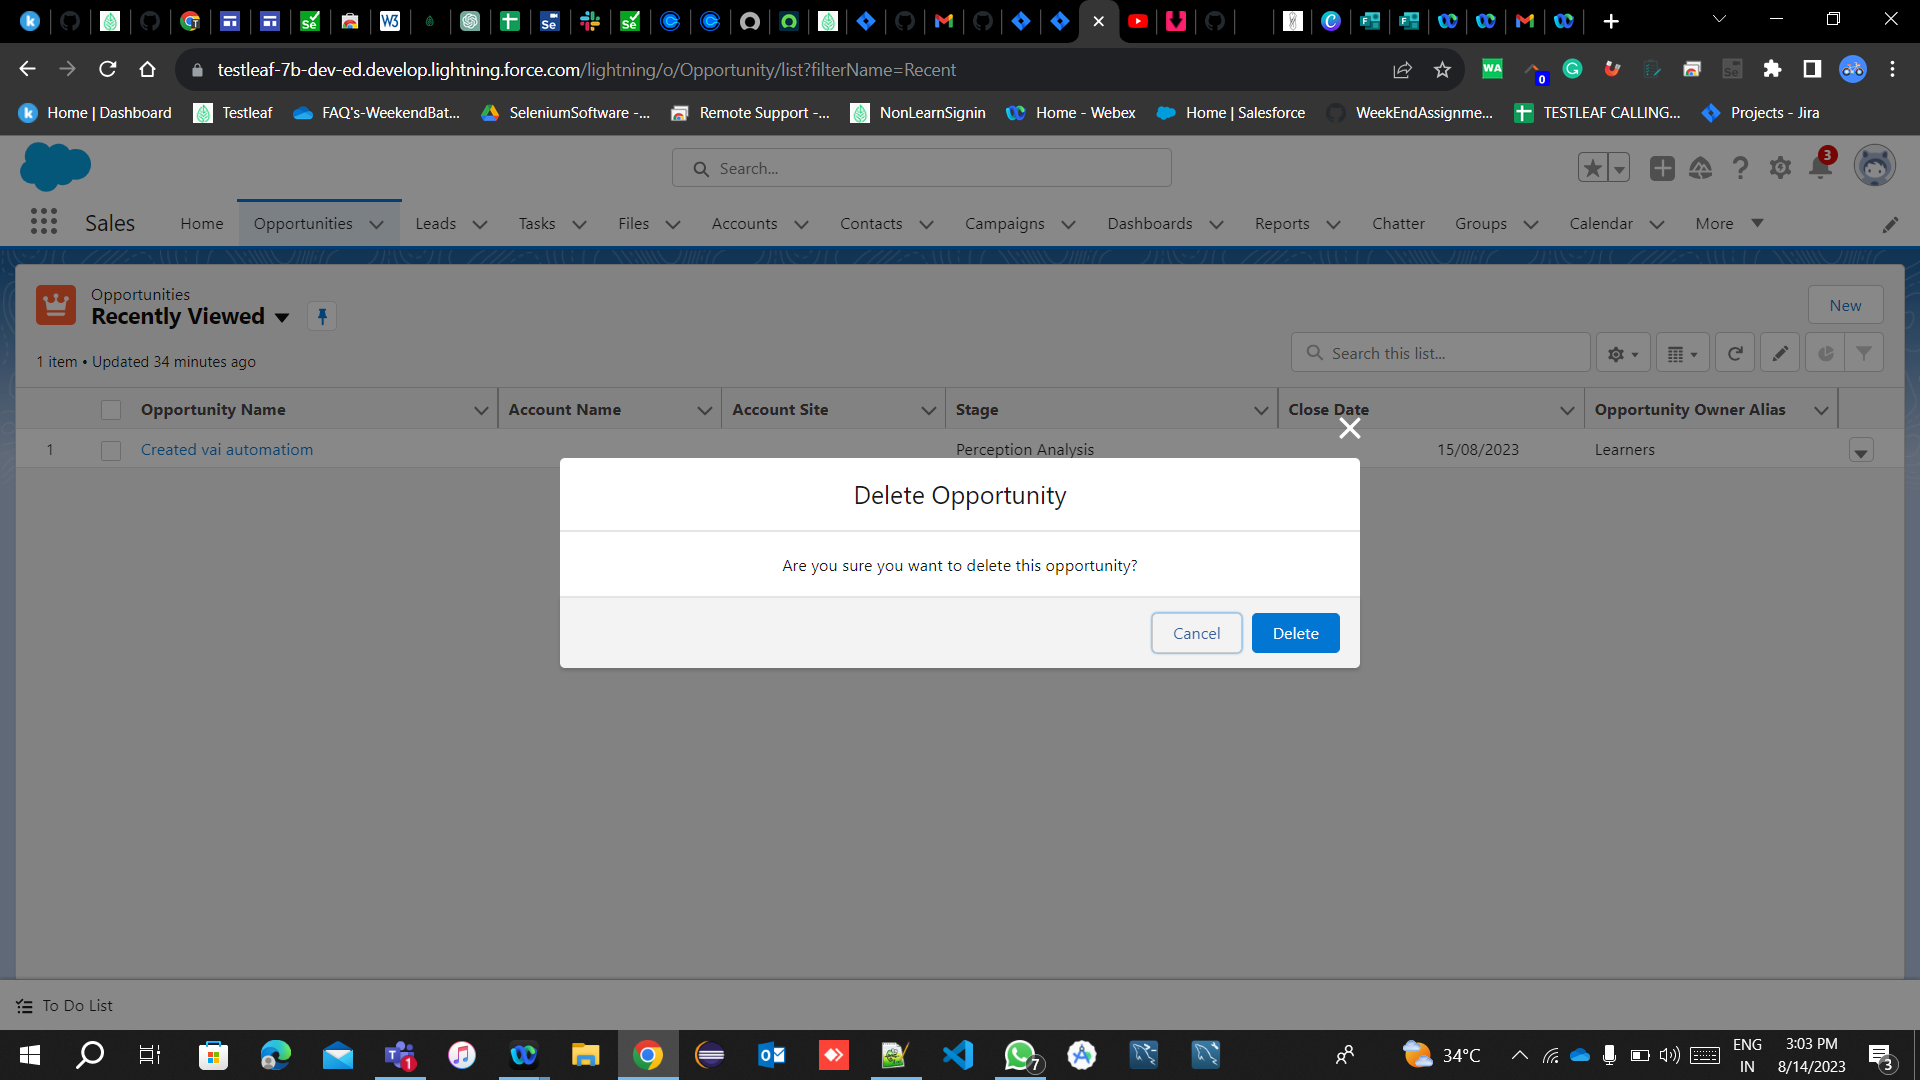 testleaf-7b-dev-ed.develop.lightning.force.com/lightning/o/Opportunity/list?filterName=Recent
WA
0
Home | Dashboard
Testleaf
FAQ's-WeekendBat...
SeleniumSoftware -...
Remote Support -...
NonLearnSignin
Home - Webex
Home | Salesforce
WeekEndAssignme...
TESTLEAF CALLING...
Projects - Jira
Search...
3
Sales
Home
Opportunities
Leads
Tasks
Files
Accounts
Contacts
Campaigns
Dashboards
Reports
Chatter
Groups
Calendar
More
Opportunities
Recently Viewed
New
1 item • Updated 34 minutes ago
Search this list...
Opportunity Name
Account Name
Account Site
Stage
Close Date
Opportunity Owner Alias
1
Created vai automatiom
Perception Analysis
15/08/2023
Learners
Delete Opportunity
Are you sure you want to delete this opportunity?
Cancel
Delete
To Do List
1
7
34°C
ENG
IN
3:03 PM
8/14/2023
3